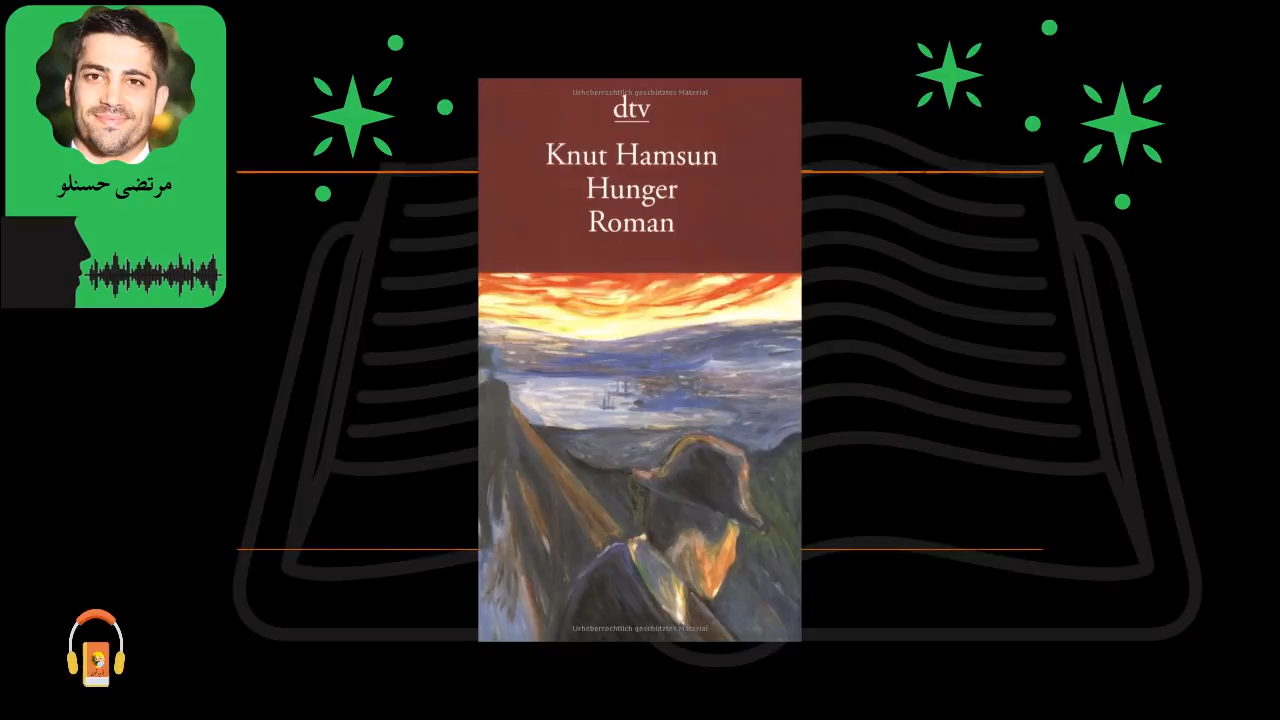 مرتضی حسنلو
Urheberrechtlich geschütztes Material
dtv
Knut Hamsun
Hunger
Roman
Urheberrechtlich geschütztes Material